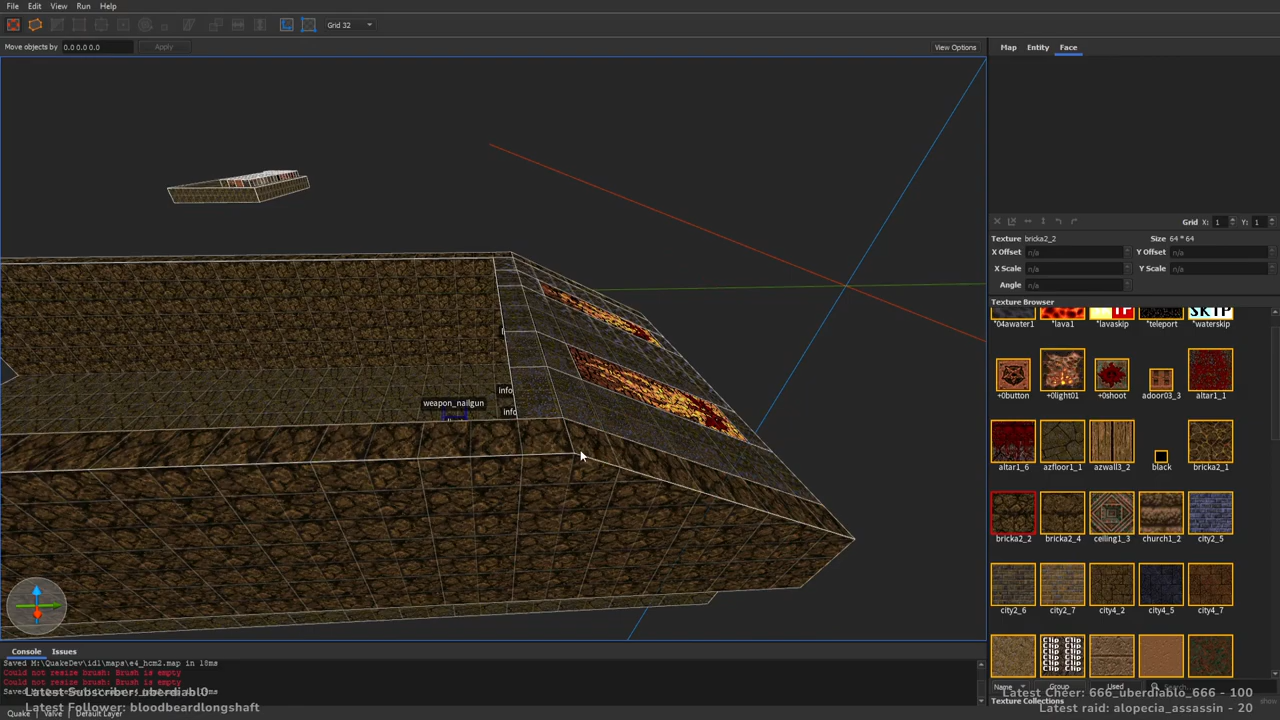 File Edit View Run Help
Grid 32
Move objects by 0.0 0.0 0.0 Apply View Options
Map Entity Face
Grid X: 1 Y: 1
Texture bricka2_2 Size 64 * 64
X Offset n/a Y Offset n/a
X Scale n/a Y Scale n/a
Angle n/a
Texture Browser
*04awater1 *lava1 *lavaskip *teleport *waterskip
+0button +0light01 +0shoot adoor03_3 altar1_1
altar1_6 azfloor1_1 azwall3_2 black bricka2_1
bricka2_2 bricka2_4 ceiling1_3 church1_2 city2_5
city2_6 city2_7 city4_2 city4_5 city4_7
Name Group Used Search...
Texture Collections show
info
weapon_nailgun
info
Console Issues
Saved M:\QuakeDev\id1\maps\e4_hcm2.map in 18ms
Could not resize brush: Brush is empty
Could not resize brush: Brush is empty
Latest Follower: bloodbeardlongshaft
Latest Cheer: 666_uberdiablo_666 - 100
Latest raid: alopecia_assassin - 20
Quake Valve Default Layer